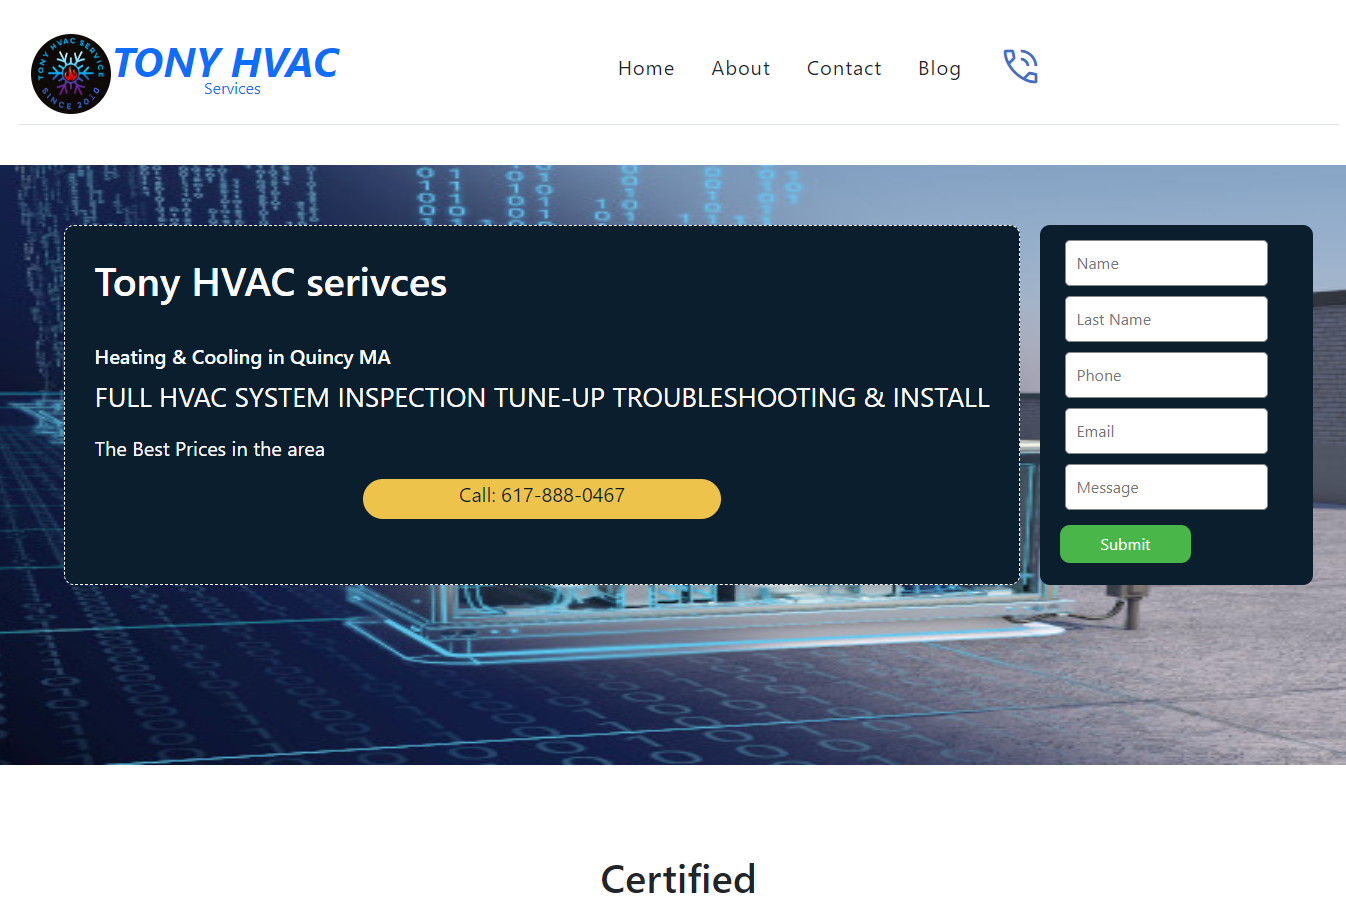 TONY HVAC SERVICE
SINCE 2010
TONY HVAC
Services
Home
About
Contact
Blog
Tony HVAC serivces
Heating & Cooling in Quincy MA
FULL HVAC SYSTEM INSPECTION TUNE-UP TROUBLESHOOTING & INSTALL
The Best Prices in the area
Call: 617-888-0467
Name
Last Name
Phone
Email
Message
Submit
Certified